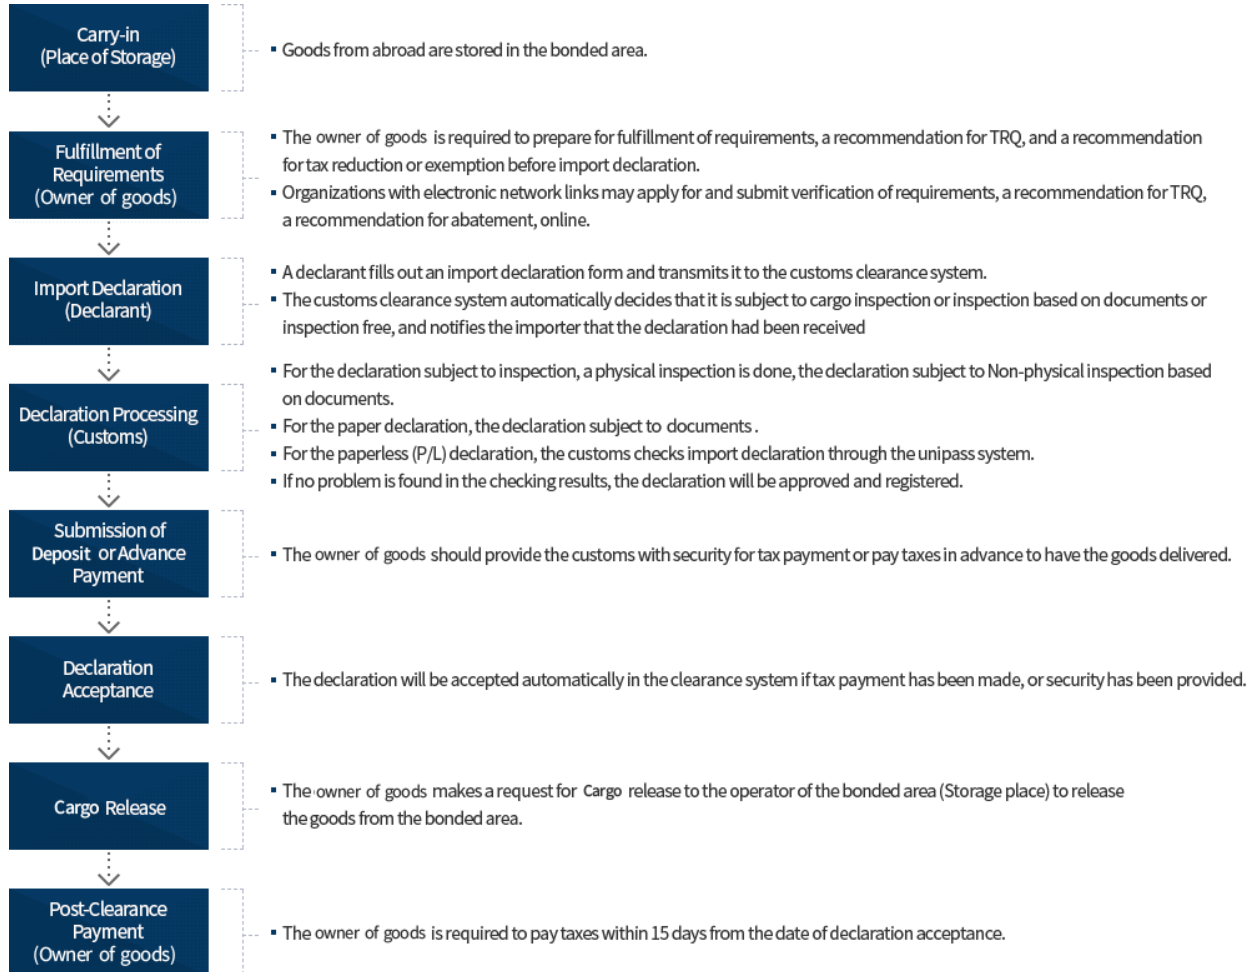 Carry-in
(Place of Storage)
▪ Goods from abroad are stored in the bonded area.
Fulfillment of
Requirements
(Owner of goods)
▪ The owner of goods is required to prepare for fulfillment of requirements, a recommendation for TRQ, and a recommendation
for tax reduction or exemption before import declaration.
▪ Organizations with electronic network links may apply for and submit verification of requirements, a recommendation for TRQ,
a recommendation for abatement, online.
Import Declaration
(Declarant)
▪ A declarant fills out an import declaration form and transmits it to the customs clearance system.
▪ The customs clearance system automatically decides that it is subject to cargo inspection or inspection based on documents or
inspection free, and notifies the importer that the declaration had been received
Declaration Processing
(Customs)
▪ For the declaration subject to inspection, a physical inspection is done, the declaration subject to Non-physical inspection based
on documents.
▪ For the paper declaration, the declaration subject to documents .
▪ For the paperless (P/L) declaration, the customs checks import declaration through the unipass system.
▪ If no problem is found in the checking results, the declaration will be approved and registered.
Submission of
Deposit or Advance
Payment
▪ The owner of goods should provide the customs with security for tax payment or pay taxes in advance to have the goods delivered.
Declaration
Acceptance
▪ The declaration will be accepted automatically in the clearance system if tax payment has been made, or security has been provided.
Cargo Release
▪ The owner of goods makes a request for Cargo release to the operator of the bonded area (Storage place) to release
the goods from the bonded area.
Post-Clearance
Payment
(Owner of goods)
▪ The owner of goods is required to pay taxes within 15 days from the date of declaration acceptance.